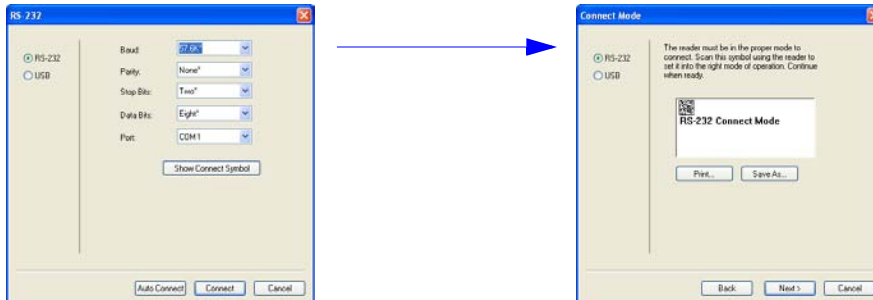 RS-232
RS-232
USB
Baud: 57.6K*
Parity: None*
Stop Bits: Two*
Data Bits: Eight*
Port: COM1
Show Connect Symbol
Auto Connect Connect Cancel
Connect Mode
RS-232
USB
The reader must be in the proper mode to
connect. Scan this symbol using the reader to
set it into the right mode of operation. Continue
when ready.
RS-232 Connect Mode
Print... Save As...
Back Next > Cancel